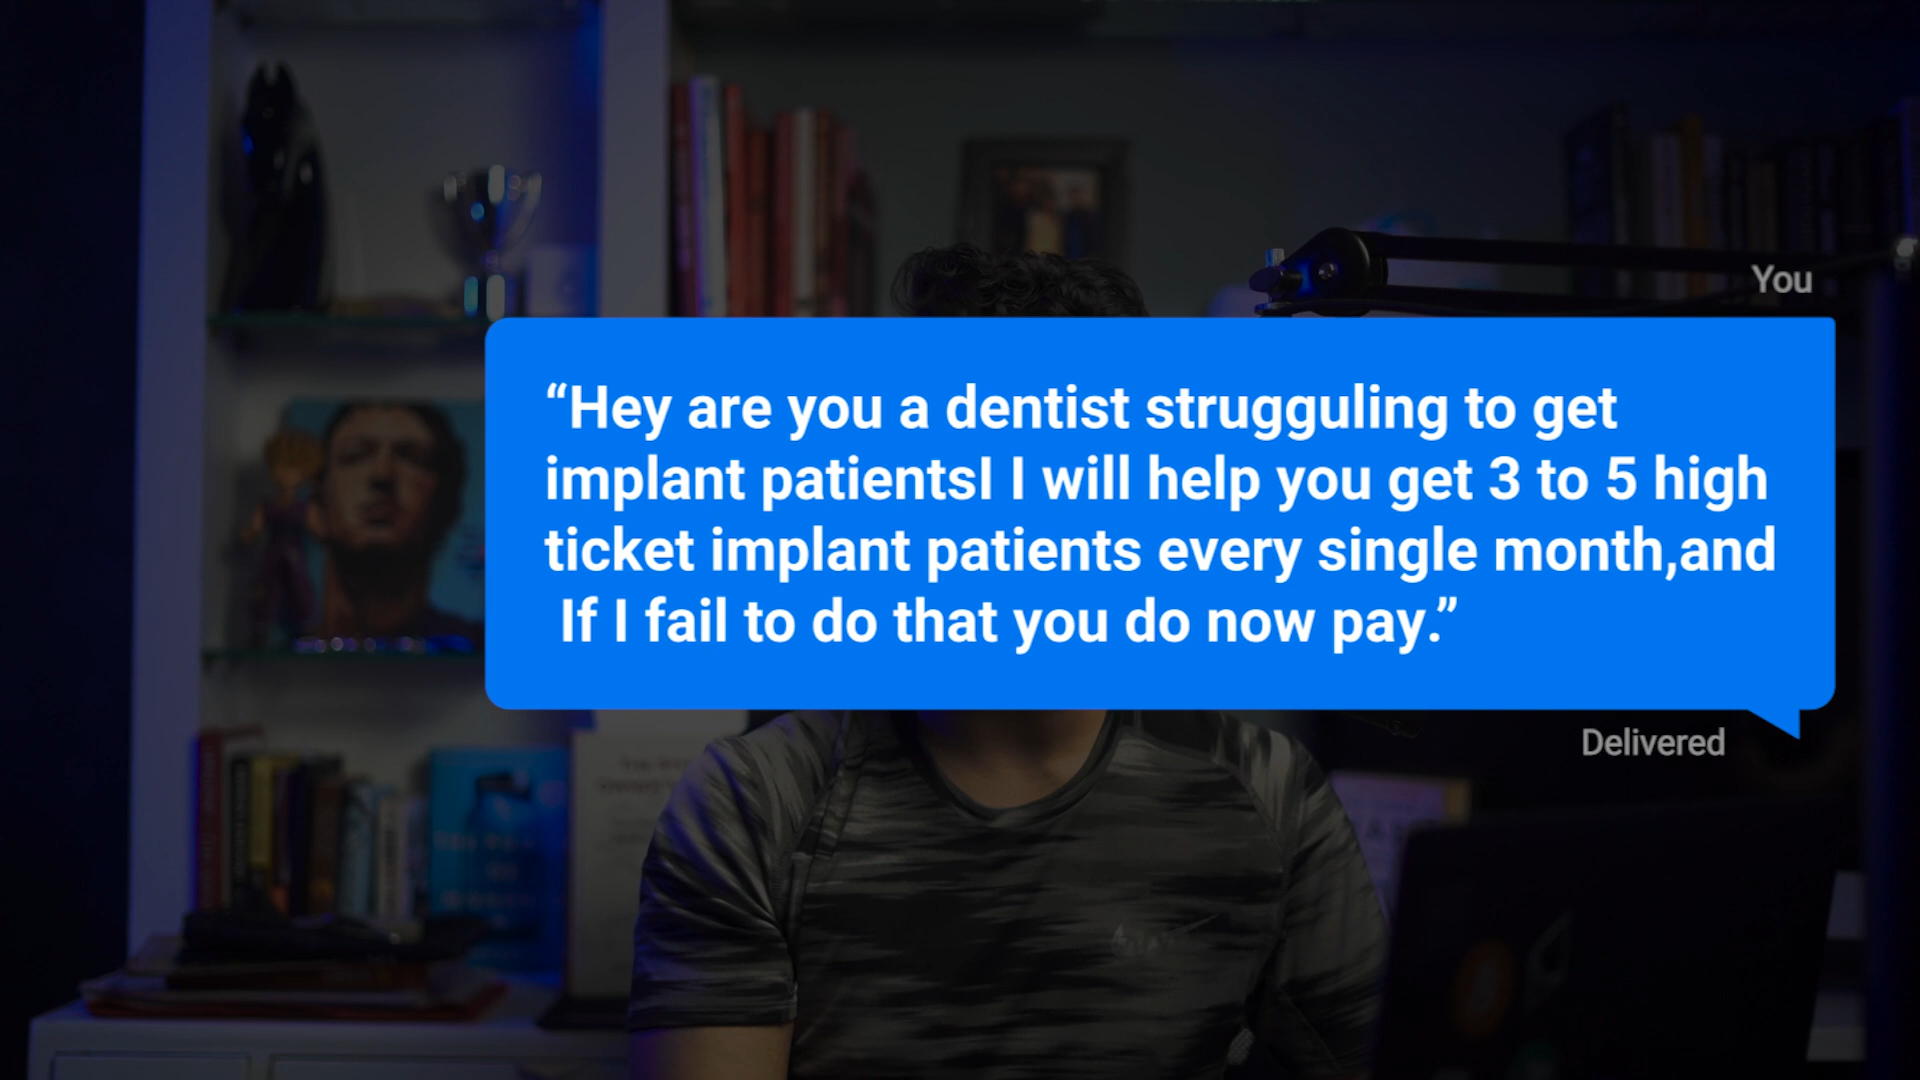 You
“Hey are you a dentist strugguling to get
implant patientsI I will help you get 3 to 5 high
ticket implant patients every single month,and
If I fail to do that you do now pay.”
Delivered